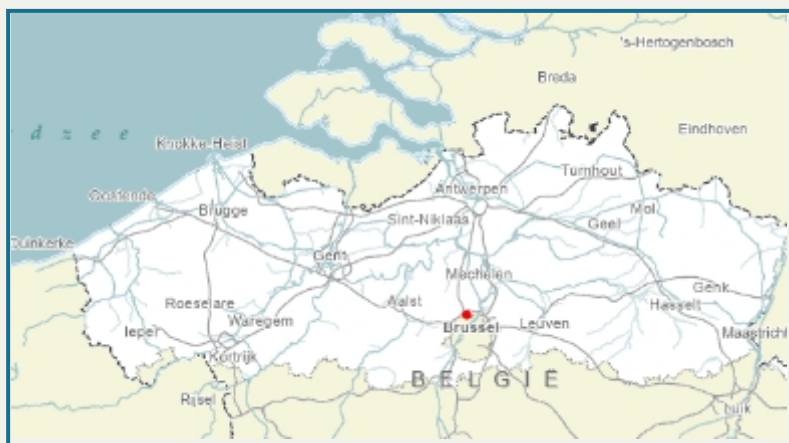 's-Hertogenbosch
Breda
d z e e
Eindhoven
Knokke-Heist
Turnhout
Antwerpen
Oostende
Brugge
Sint-Niklaas
Mol
Geel
Duinkerke
Gent
Mechelen
Genk
Roeselare
Aalst
Hasselt
Waregem
Ieper
Brussel
Leuven
Maastricht
Kortrijk
BELGIË
Rijsel
Luik